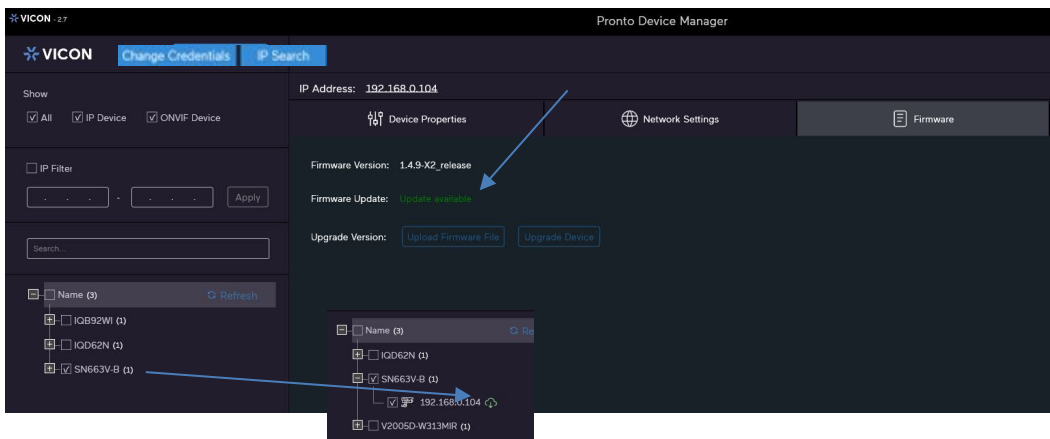 VICON - 2.7
Pronto Device Manager
VICON
Change Credentials
IP Search
Show
All
IP Device
ONVIF Device
IP Filter
. . . - . . .
Apply
Search...
Name (3)
Refresh
IQB92WI (1)
IQD62N (1)
SN663V-B (1)
IP Address: 192.168.0.104
Device Properties
Network Settings
Firmware
Firmware Version: 1.4.9-X2_release
Firmware Update: Update available
Upgrade Version: Upload Firmware File Upgrade Device
Name (3)
Re
IQD62N (1)
SN663V-B (1)
192.168.0.104
V2005D-W313MIR (1)